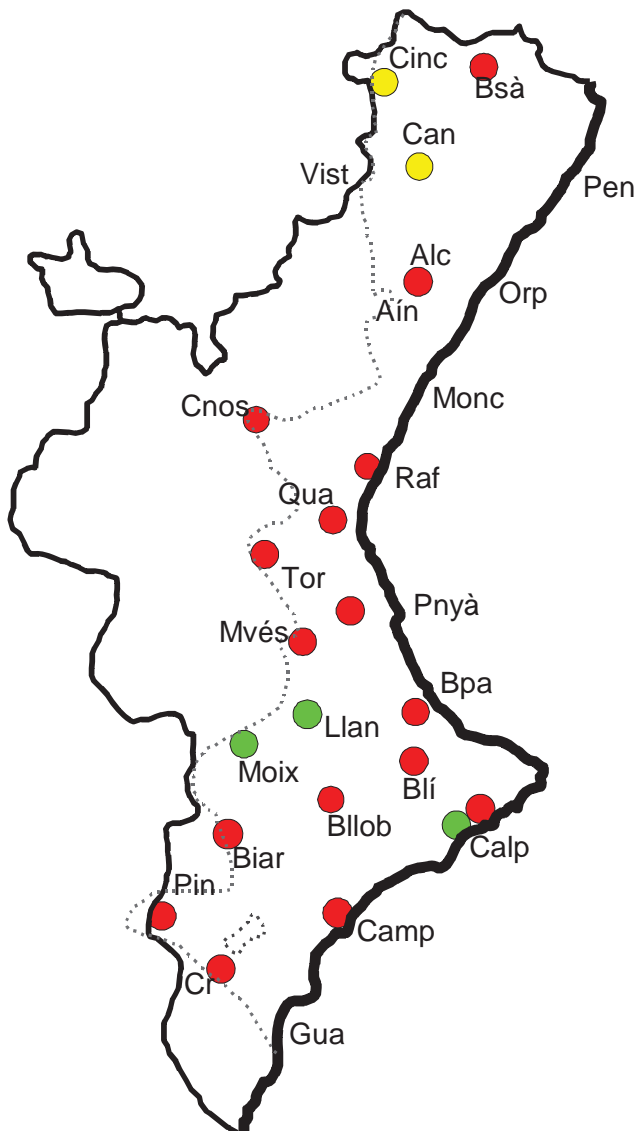 Cinc
Bsà
Can
Vist
Pen
Alc
Orp
Aín
Monc
Cnos
Raf
Qua
Tor
Pnyà
Mvés
Bpa
Llan
Moix
Blí
Bllob
Calp
Biar
Pin
Camp
Cr
Gua